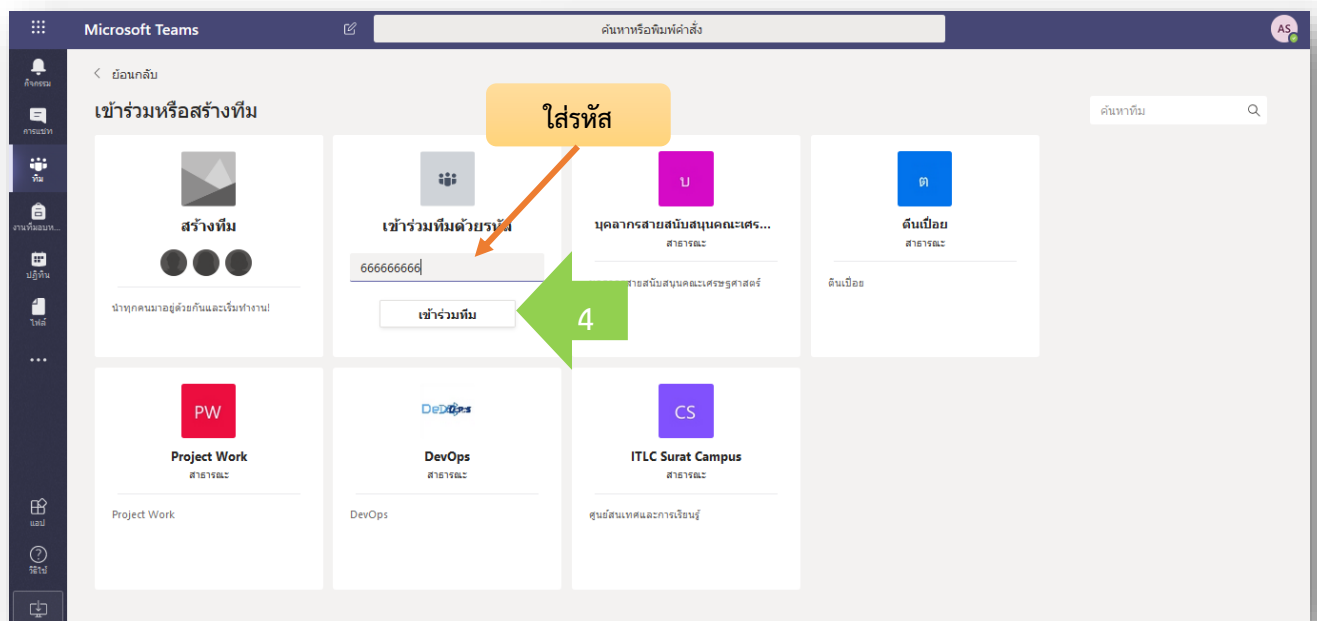 Microsoft Teams
ค้นหาหรือพิมพ์คำสั่ง
AS
กิจกรรม
การแชท
ทีม
งานที่มอบห...
ปฏิทิน
ไฟล์
แอป
วิธีใช้
ย้อนกลับ
เข้าร่วมหรือสร้างทีม
ค้นหาทีม
ใส่รหัส
สร้างทีม
นำทุกคนมาอยู่ด้วยกันและเริ่มทำงาน!
เข้าร่วมทีมด้วยรหัส
666666666
เข้าร่วมทีม
4
บ
บุคลากรสายสนับสนุนคณะเศร...
สาธารณะ
สายสนับสนุนคณะเศรษฐศาสตร์
ต
ตีนเปื่อย
สาธารณะ
ตีนเปื่อย
PW
Project Work
สาธารณะ
Project Work
DeDOps
DevOps
สาธารณะ
DevOps
CS
ITLC Surat Campus
สาธารณะ
ศูนย์สนเทศและการเรียนรู้